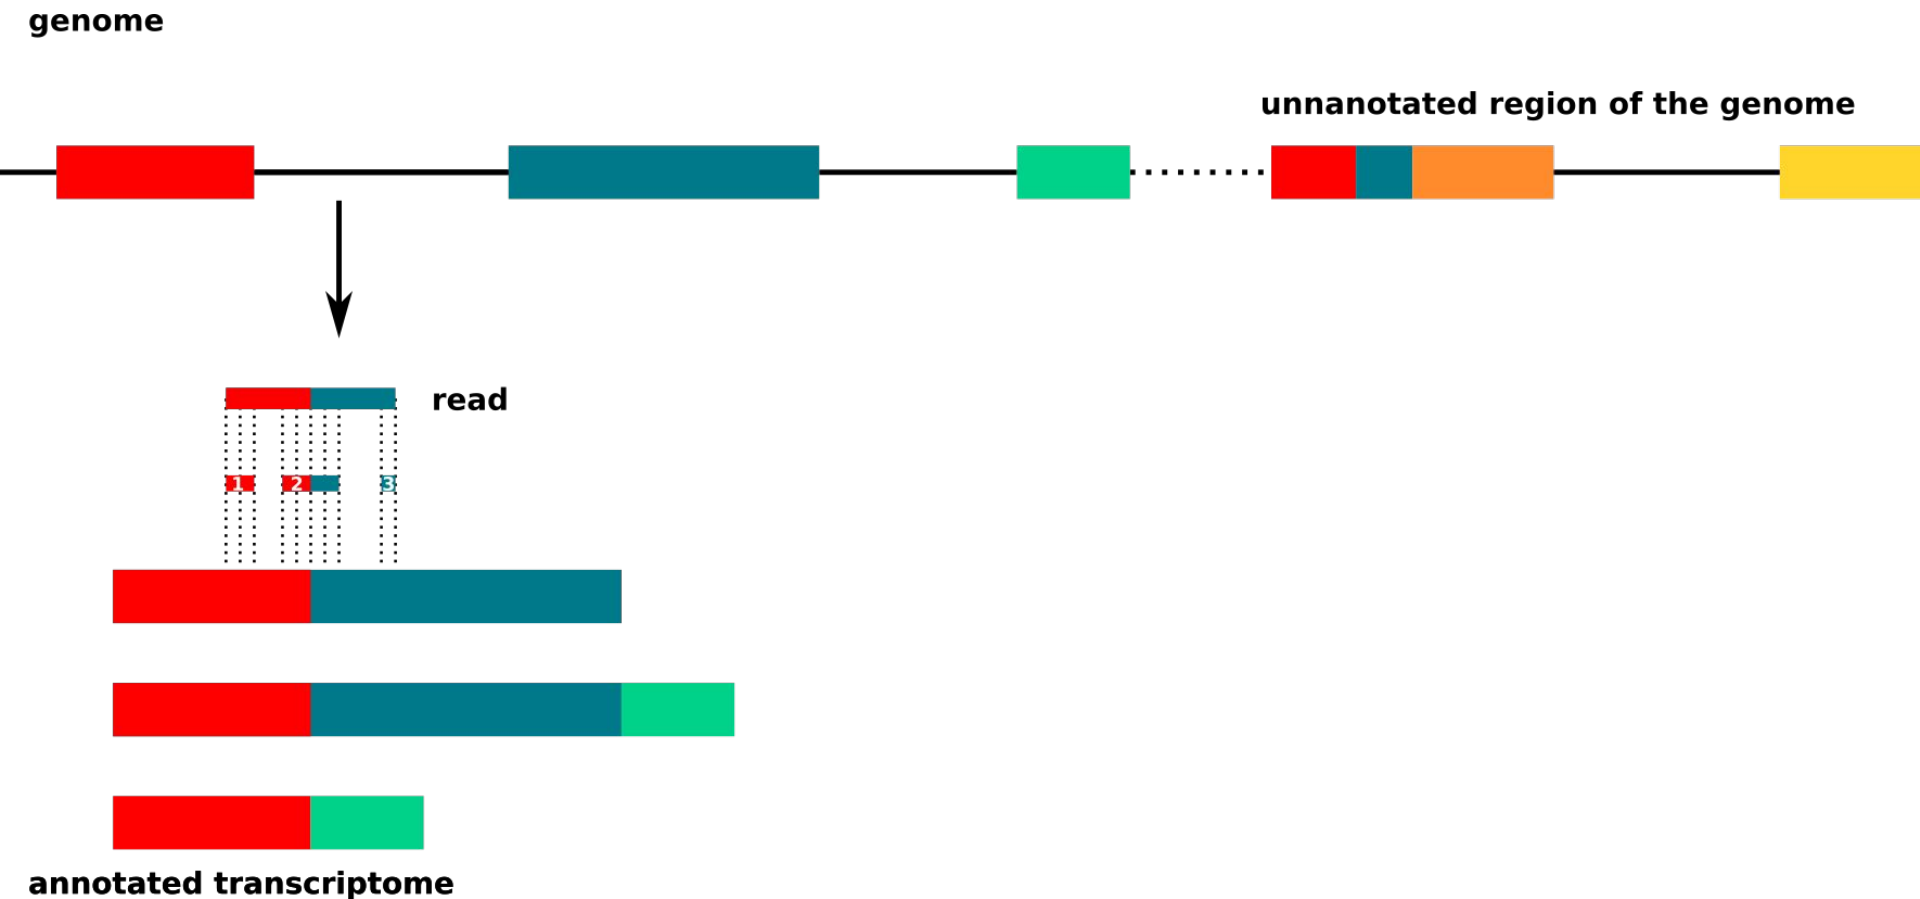 genome
unnanotated region of the genome
read
1 2 3
annotated transcriptome